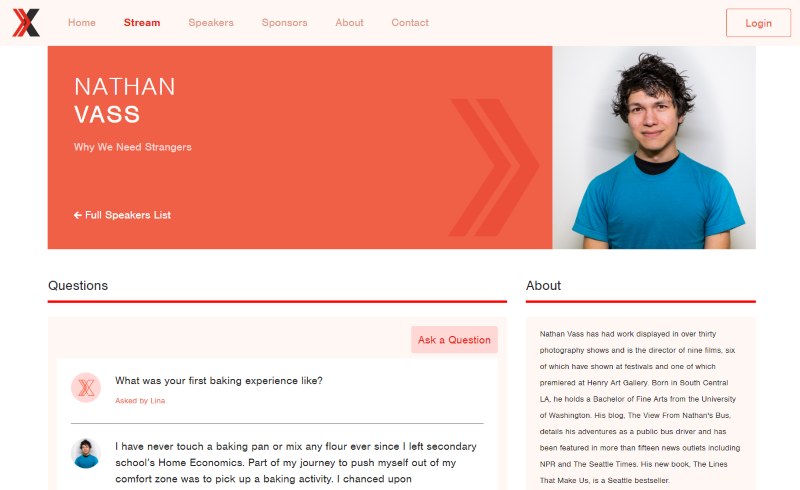 Home Stream Speakers Sponsors About Contact Login
NATHAN
VASS
Why We Need Strangers
← Full Speakers List
Questions
Ask a Question
What was your first baking experience like?
Asked by Lina
I have never touch a baking pan or mix any flour ever since I left secondary
school's Home Economics. Part of my journey to push myself out of my
comfort zone was to pick up a baking activity. I chanced upon
About
Nathan Vass has had work displayed in over thirty
photography shows and is the director of nine films, six
of which have shown at festivals and one of which
premiered at Henry Art Gallery. Born in South Central
LA, he holds a Bachelor of Fine Arts from the University
of Washington. His blog, The View From Nathan's Bus,
details his adventures as a public bus driver and has
been featured in more than fifteen news outlets including
NPR and The Seattle Times. His new book, The Lines
That Make Us, is a Seattle bestseller.